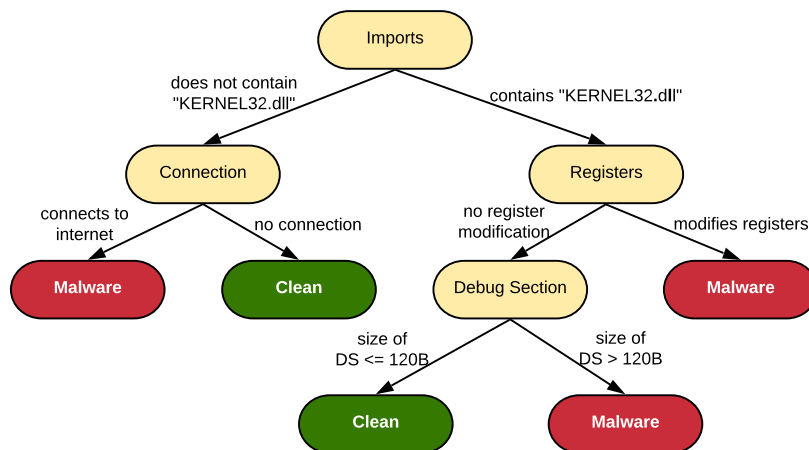 Imports
does not contain
"KERNEL32.dll"
contains "KERNEL32.dll"
Connection
Registers
connects to
internet
no connection
no register
modification
modifies registers
Malware
Clean
Debug Section
Malware
size of
DS <= 120B
size of
DS > 120B
Clean
Malware